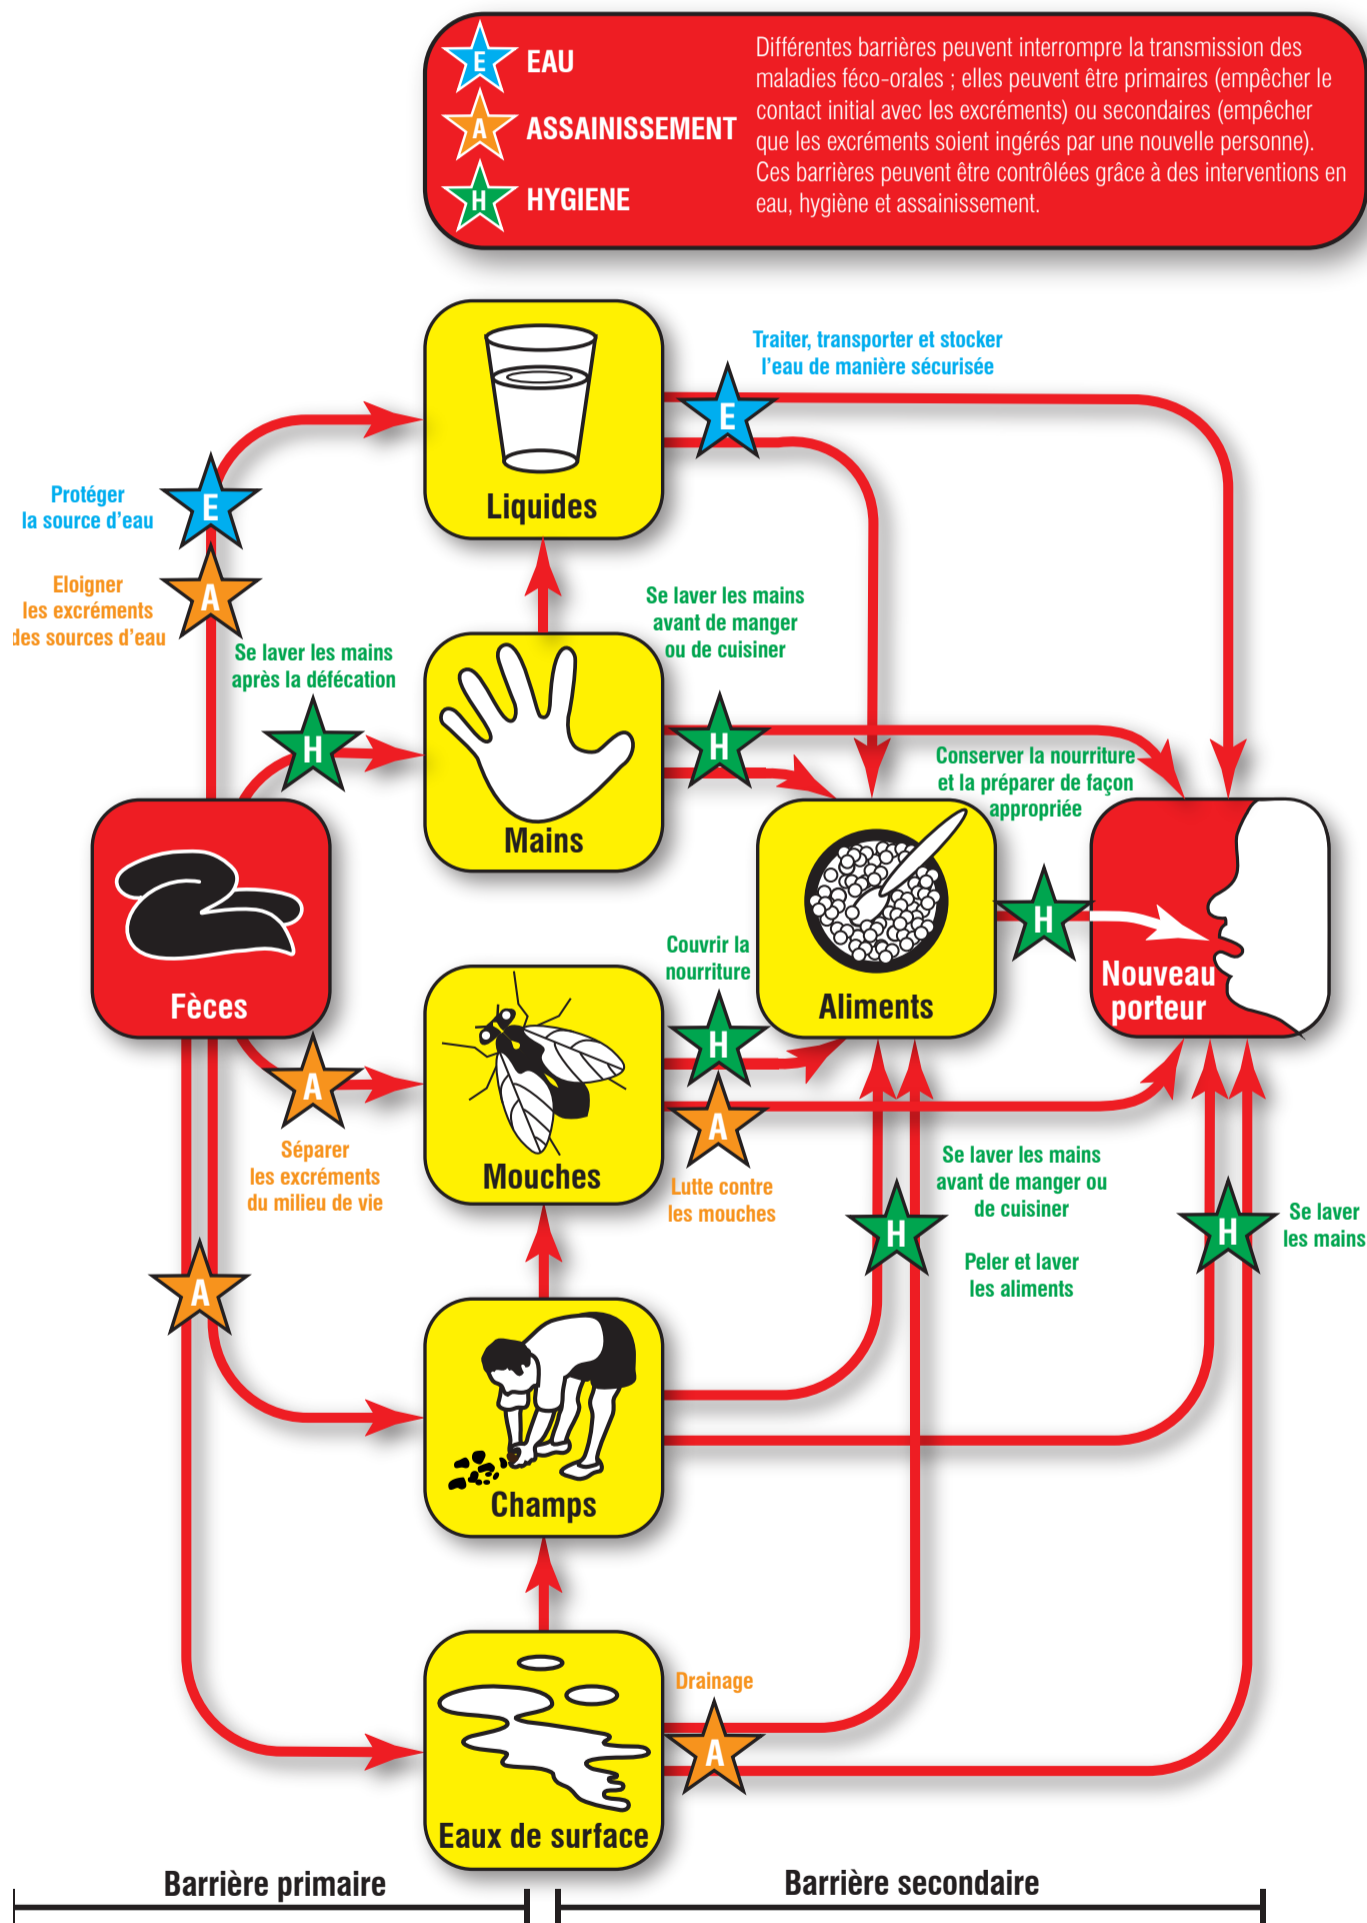 E EAU
A ASSAINISSEMENT
H HYGIENE
Différentes barrières peuvent interrompre la transmission des
maladies féco-orales ; elles peuvent être primaires (empêcher le
contact initial avec les excréments) ou secondaires (empêcher
que les excréments soient ingérés par une nouvelle personne).
Ces barrières peuvent être contrôlées grâce à des interventions en
eau, hygiène et assainissement.
Traiter, transporter et stocker
l'eau de manière sécurisée
E
Liquides
Protéger
la source d'eau
E
Eloigner
les excréments
des sources d'eau
A
Se laver les mains
après la défécation
H
Se laver les mains
avant de manger
ou de cuisiner
H
Mains
Conserver la nourriture
et la préparer de façon
appropriée
H
Fèces
Aliments
Nouveau
porteur
Couvrir la
nourriture
H
A
Séparer
les excréments
du milieu de vie
Mouches
A
Lutte contre
les mouches
Se laver les mains
avant de manger ou
de cuisiner
H
Peler et laver
les aliments
H
Se laver
les mains
A
Champs
Drainage
A
Eaux de surface
Barrière primaire
Barrière secondaire